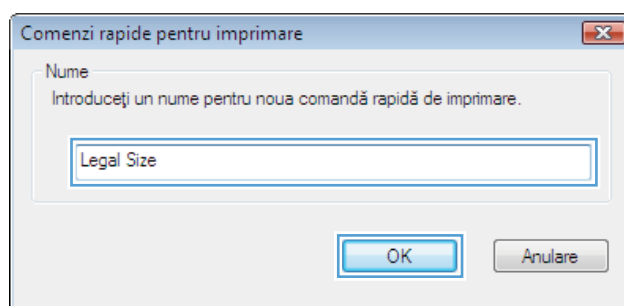 Comenzi rapide pentru imprimare
Nume
Introduceţi un nume pentru noua comandă rapidă de imprimare.
Legal Size
OK
Anulare